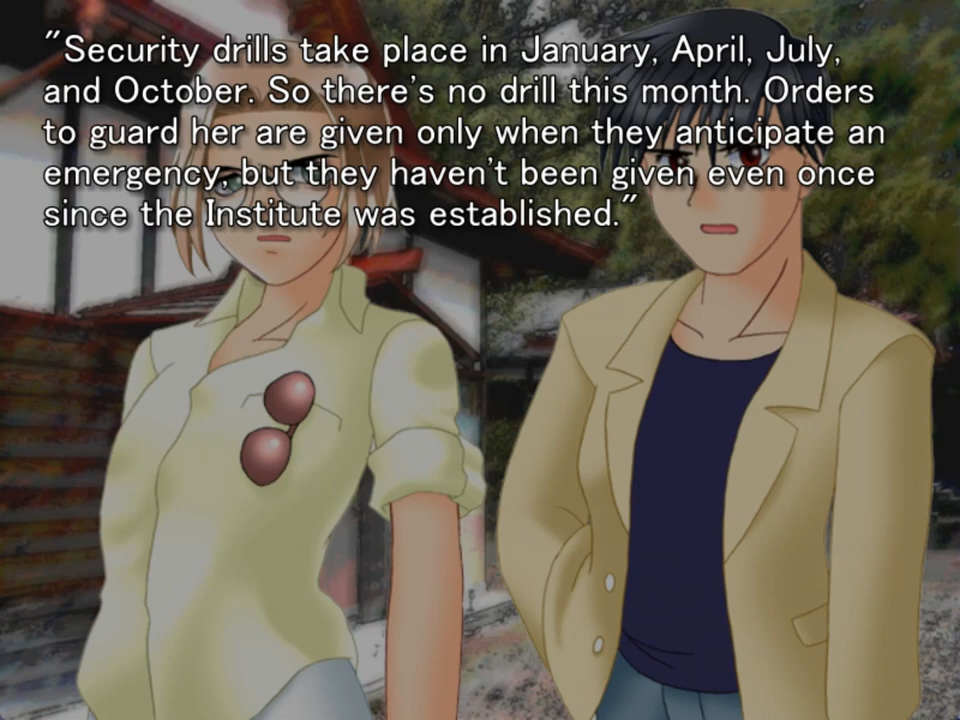 "Security drills take place in January, April, July,
and October. So there's no drill this month. Orders
to guard her are given only when they anticipate an
emergency, but they haven't been given even once
since the Institute was established."